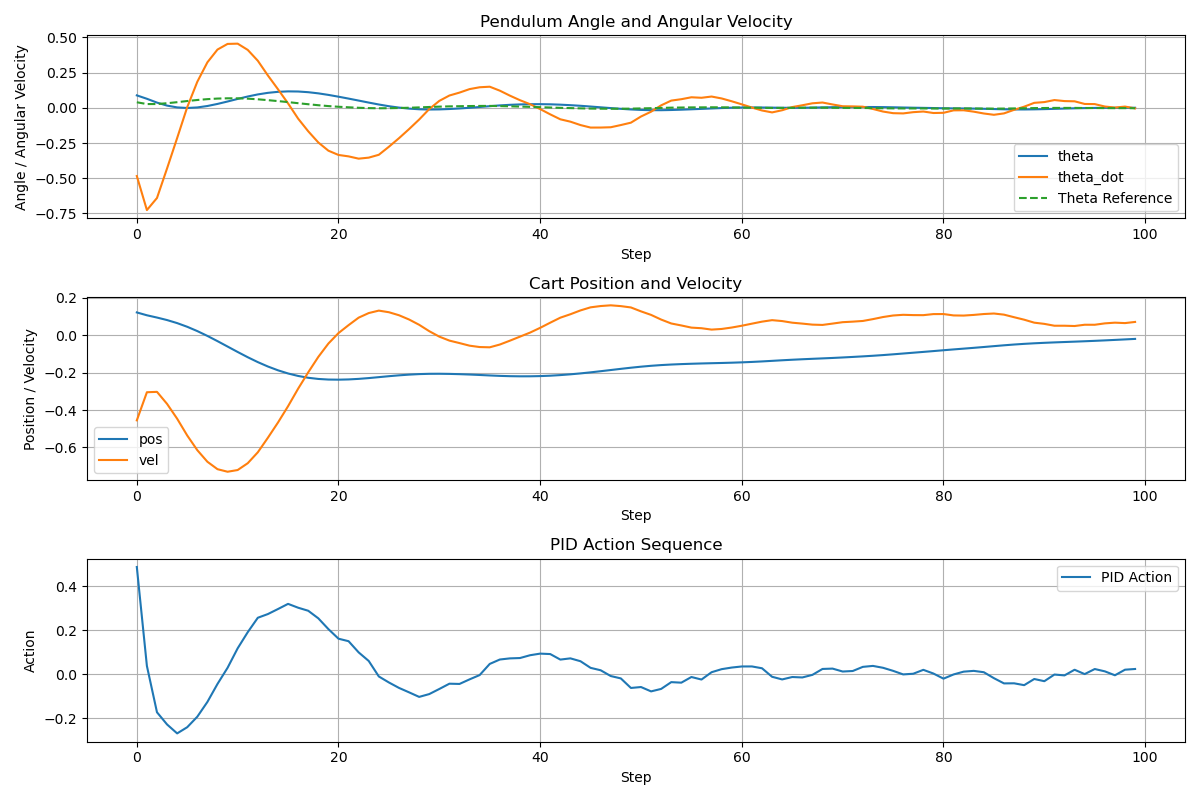 Pendulum Angle and Angular Velocity
Angle / Angular Velocity
0.50
0.25
0.00
−0.25
−0.50
−0.75
theta
theta_dot
Theta Reference
0 20 40 60 80 100
Step
Cart Position and Velocity
Position / Velocity
0.2
0.0
−0.2
−0.4
−0.6
pos
vel
0 20 40 60 80 100
Step
PID Action Sequence
Action
0.4
0.2
0.0
−0.2
PID Action
0 20 40 60 80 100
Step